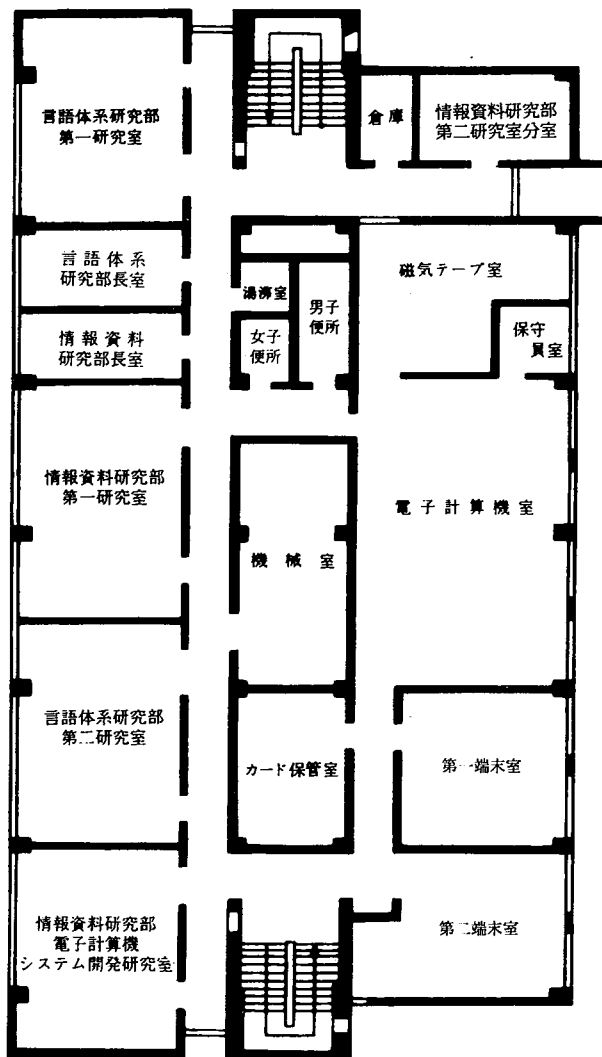 言語体系研究部
第一研究室
倉庫
情報資料研究部
第二研究室分室
言語体系
研究部長室
湯沸室
男子
便所
磁気テープ室
情報資料
研究部長室
女子
便所
保守
員室
情報資料研究部
第一研究室
電子計算機室
機械室
言語体系研究部
第二研究室
カード保管室
第一端末室
情報資料研究部
電子計算機
システム開発研究室
第二端末室